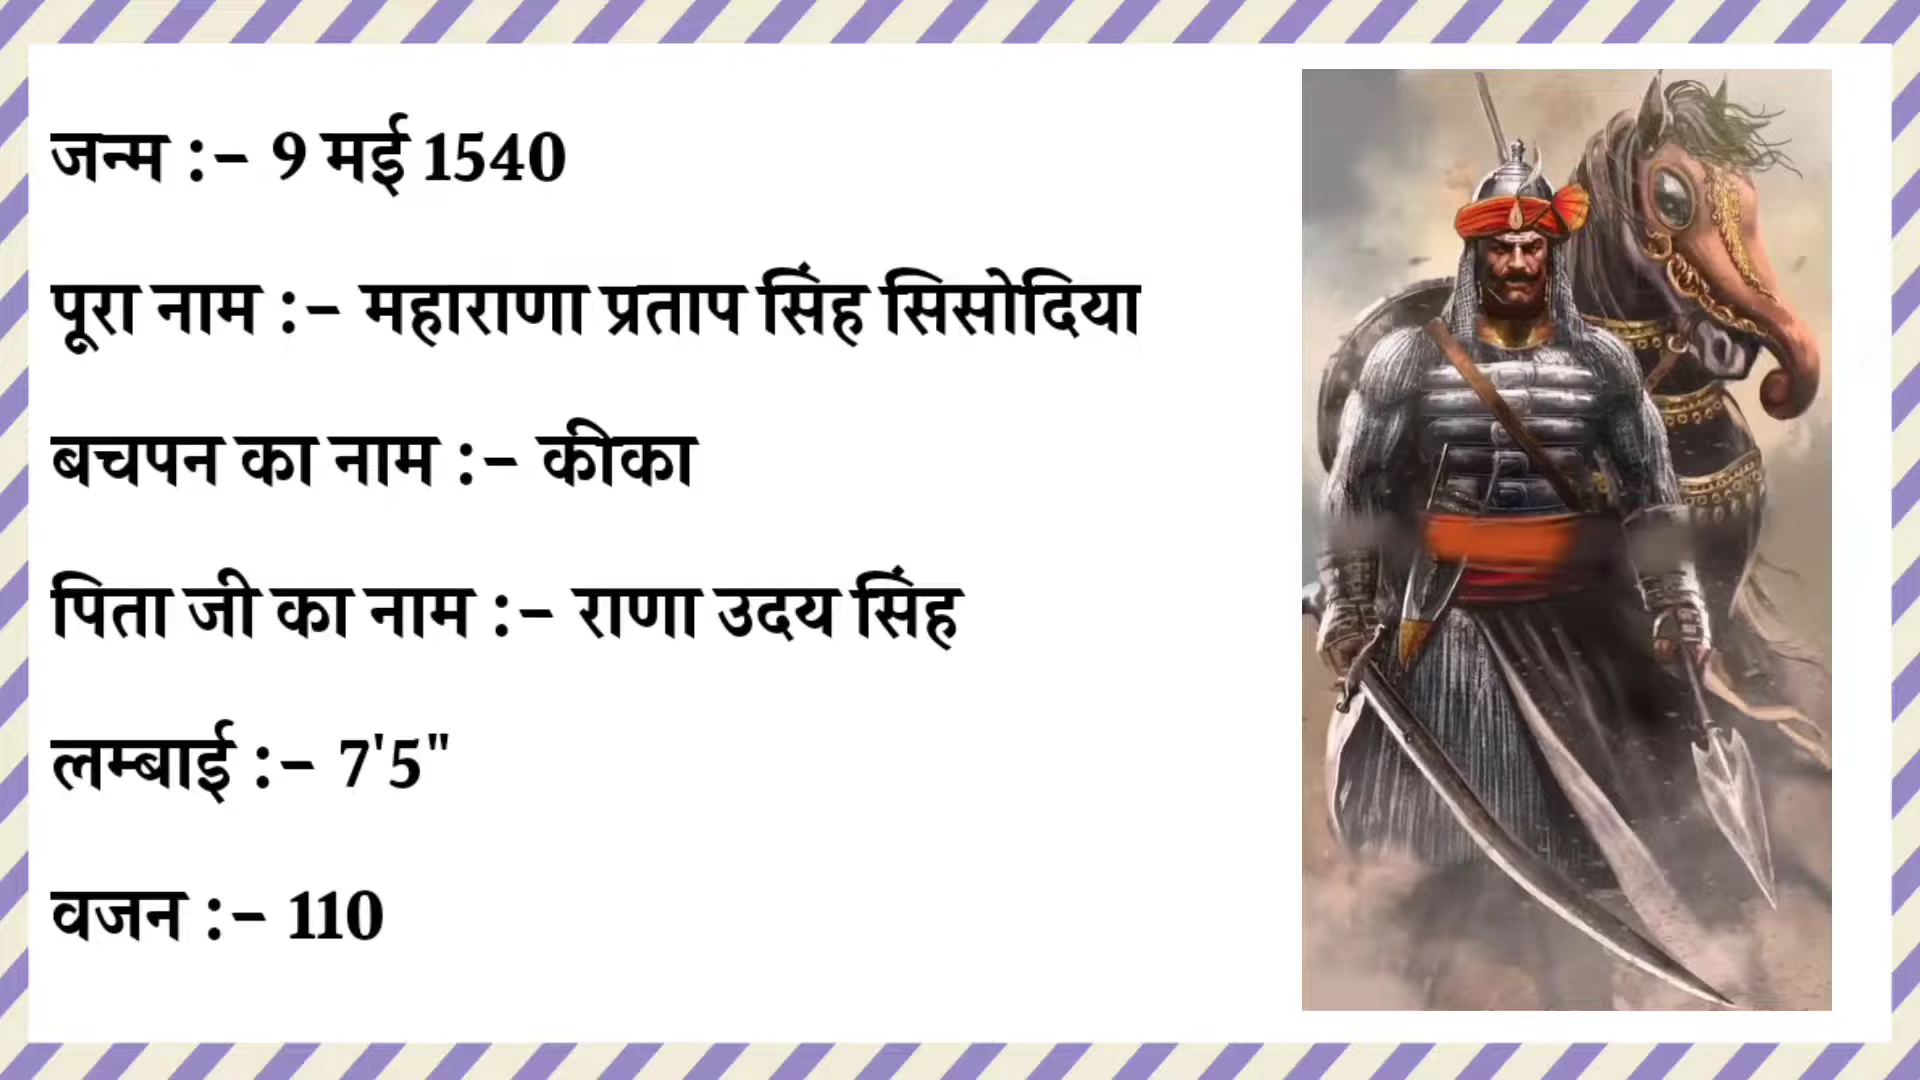 जन्म :- 9 मई 1540
पूरा नाम :- महाराणा प्रताप सिंह सिसोदिया
बचपन का नाम :- कीका
पिता जी का नाम :- राणा उदय सिंह
लम्बाई :- 7'5"
वजन :- 110